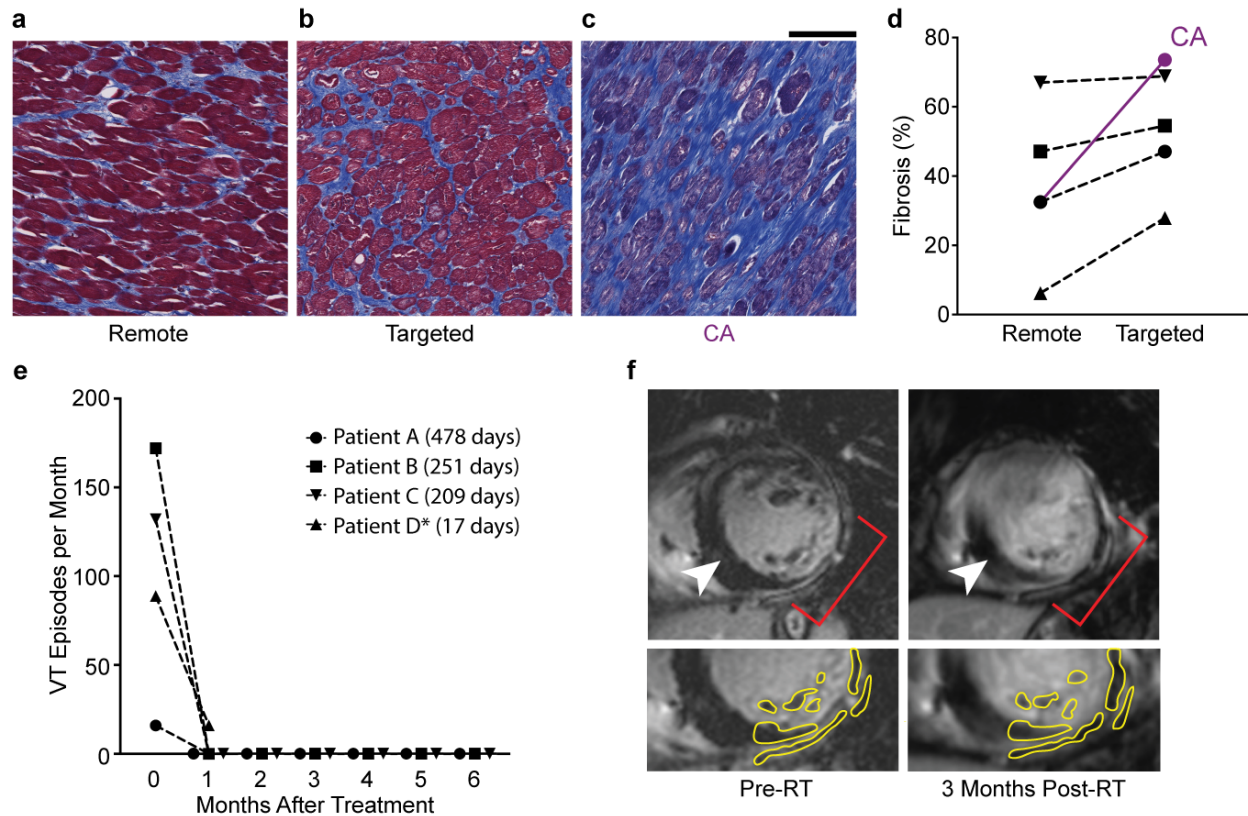 a
b
c
d
Remote
Targeted
CA
Fibrosis (%)
80
60
40
20
0
CA
Remote
Targeted
e
VT Episodes per Month
200
150
100
50
0
Patient A (478 days)
Patient B (251 days)
Patient C (209 days)
Patient D* (17 days)
0 1 2 3 4 5 6
Months After Treatment
f
Pre-RT
3 Months Post-RT